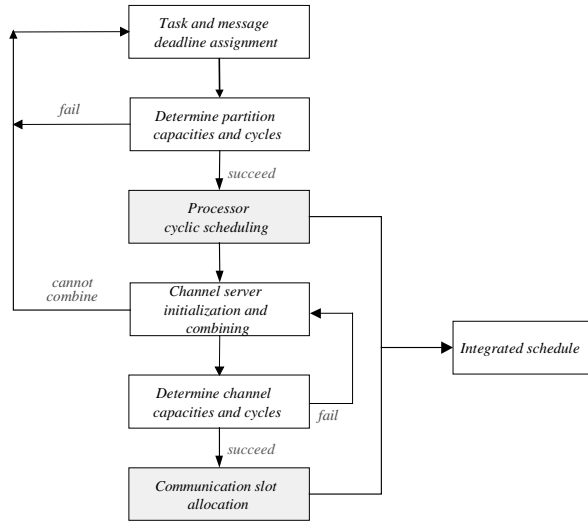 Task and message
deadline assignment
fail
Determine partition
capacities and cycles
succeed
Processor
cyclic scheduling
cannot
combine
Channel server
initialization and
combining
Integrated schedule
Determine channel
capacities and cycles
fail
succeed
Communication slot
allocation